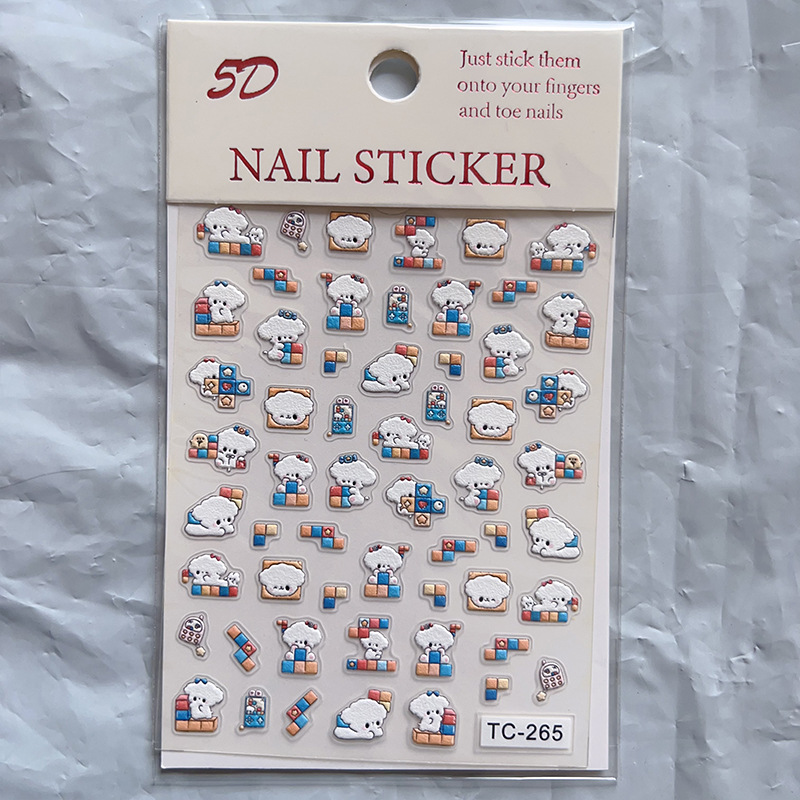 5D
Just stick them
onto your fingers
and toe nails
NAIL STICKER
TC-265